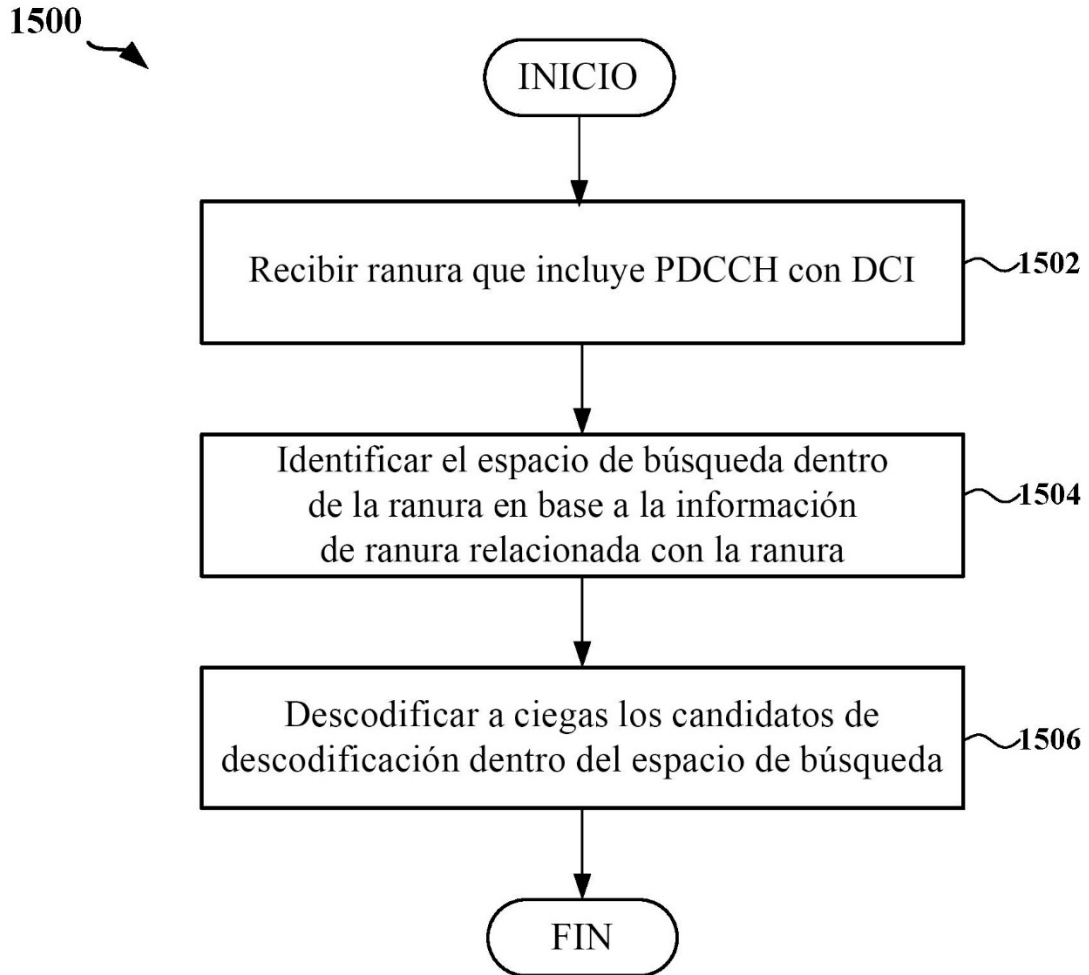 1500
INICIO
Recibir ranura que incluye PDCCH con DCI
1502
Identificar el espacio de búsqueda dentro
de la ranura en base a la información
de ranura relacionada con la ranura
1504
Descodificar a ciegas los candidatos de
descodificación dentro del espacio de búsqueda
1506
FIN